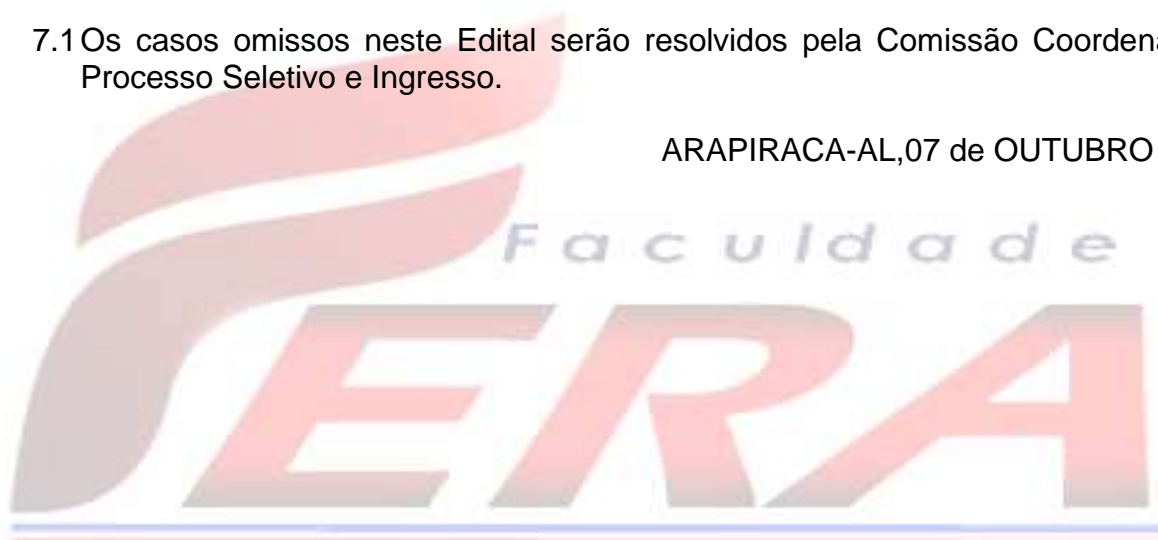 7.1 Os casos omissos neste Edital serão resolvidos pela Comissão Coordena
Processo Seletivo e Ingresso.
ARAPIRACA-AL,07 de OUTUBRO
Faculdade
FERA